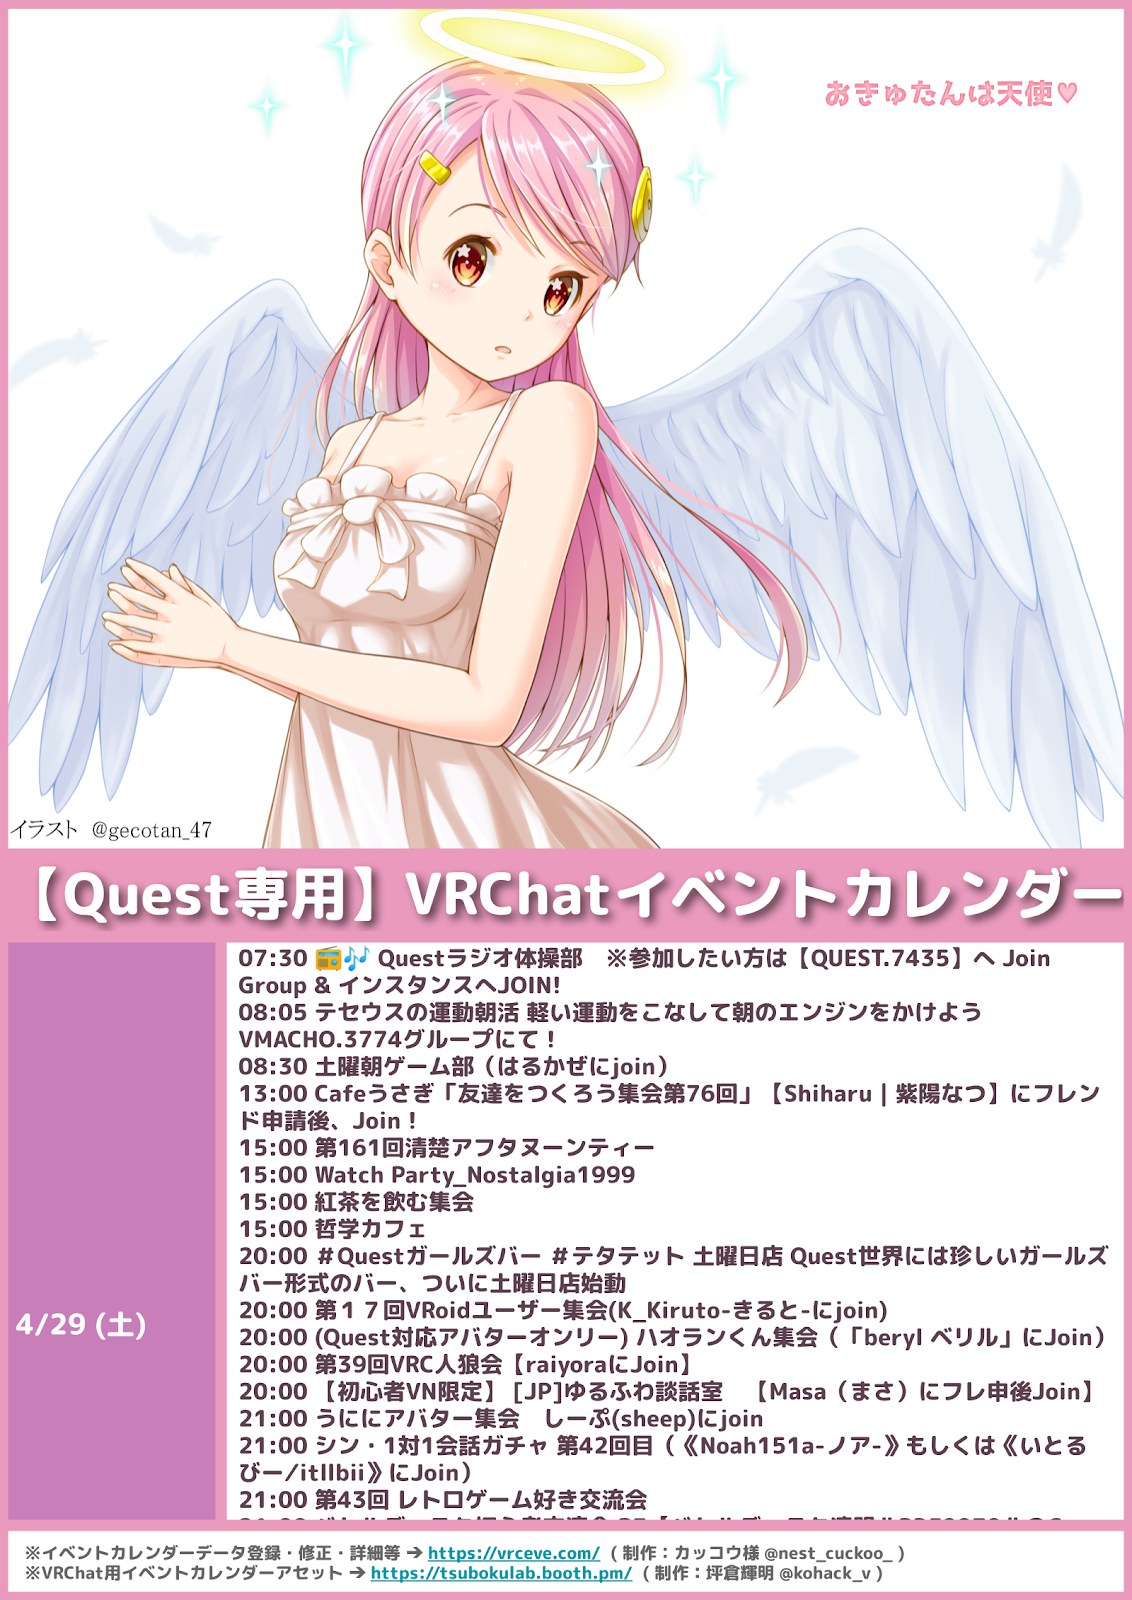 おきゅたんは天使♥
イラスト @gecotan_47
【Quest専用】VRChatイベントカレンダー
4/29 (土)
07:30 📻🎶 Questラジオ体操部　※参加したい方は【QUEST.7435】へ Join
Group & インスタンスへJOIN!
08:05 テセウスの運動朝活 軽い運動をこなして朝のエンジンをかけよう
VMACHO.3774グループにて！
08:30 土曜朝ゲーム部（はるかぜにjoin）
13:00 Cafeうさぎ「友達をつくろう集会第76回」【Shiharu | 紫陽なつ】にフレン
ド申請後、Join！
15:00 第161回清楚アフタヌーンティー
15:00 Watch Party_Nostalgia1999
15:00 紅茶を飲む集会
15:00 哲学カフェ
20:00 ＃Questガールズバー ＃テタテット 土曜日店 Quest世界には珍しいガールズ
バー形式のバー、ついに土曜日店始動
20:00 第１７回VRoidユーザー集会(K_Kiruto-きると-にjoin)
20:00 (Quest対応アバターオンリー) ハオランくん集会（「beryl ベリル」にJoin）
20:00 第39回VRC人狼会【raiyoraにJoin】
20:00 【初心者VN限定】 [JP]ゆるふわ談話室　【Masa（まさ）にフレ申後Join】
21:00 うににアバター集会　しーぷ(sheep)にjoin
21:00 シン・1対1会話ガチャ 第42回目（《Noah151a-ノア-》もしくは《いとる
びー/itllbii》にJoin）
21:00 第43回 レトロゲーム好き交流会
※イベントカレンダーデータ登録・修正・詳細等 ➔ https://vrceve.com/ （ 制作：カッコウ様 @nest_cuckoo_ ）
※VRChat用イベントカレンダーアセット ➔ https://tsubokulab.booth.pm/ （ 制作：坪倉輝明 @kohack_v ）